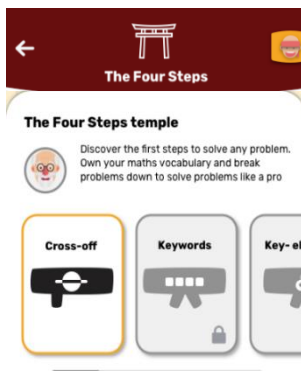 The Four Steps
The Four Steps temple
Discover the first steps to solve any problem.
Own your maths vocabulary and break
problems down to solve problems like a pro
Cross-off
Keywords
Key- el